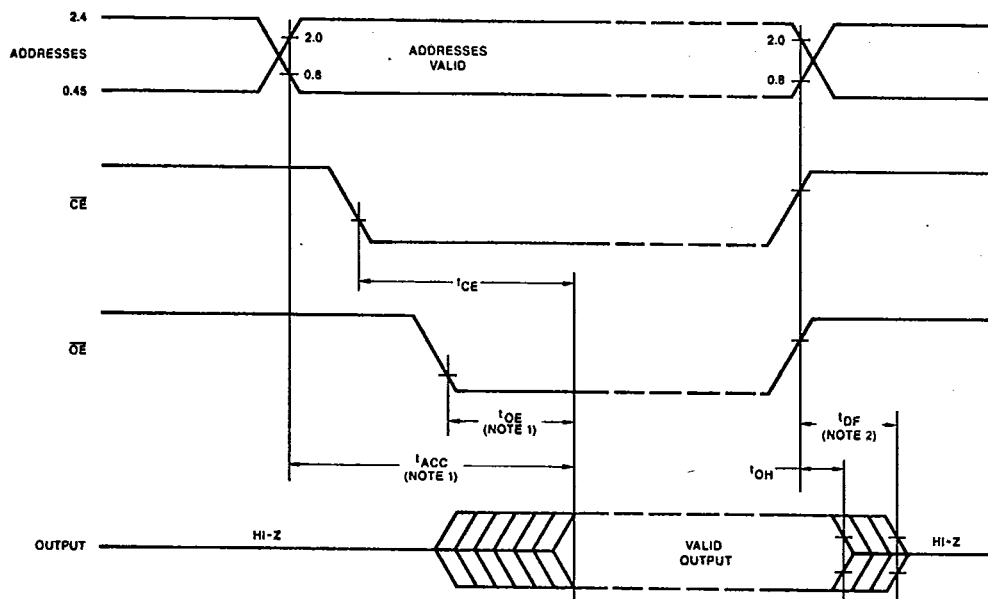 2.4
ADDRESSES
0.45
2.0
0.8
ADDRESSES
VALID
2.0
0.8
CE
tCE
OE
tOE
(NOTE 1)
tACC
(NOTE 1)
tDF
(NOTE 2)
tOH
OUTPUT
HI-Z
VALID
OUTPUT
HI-Z